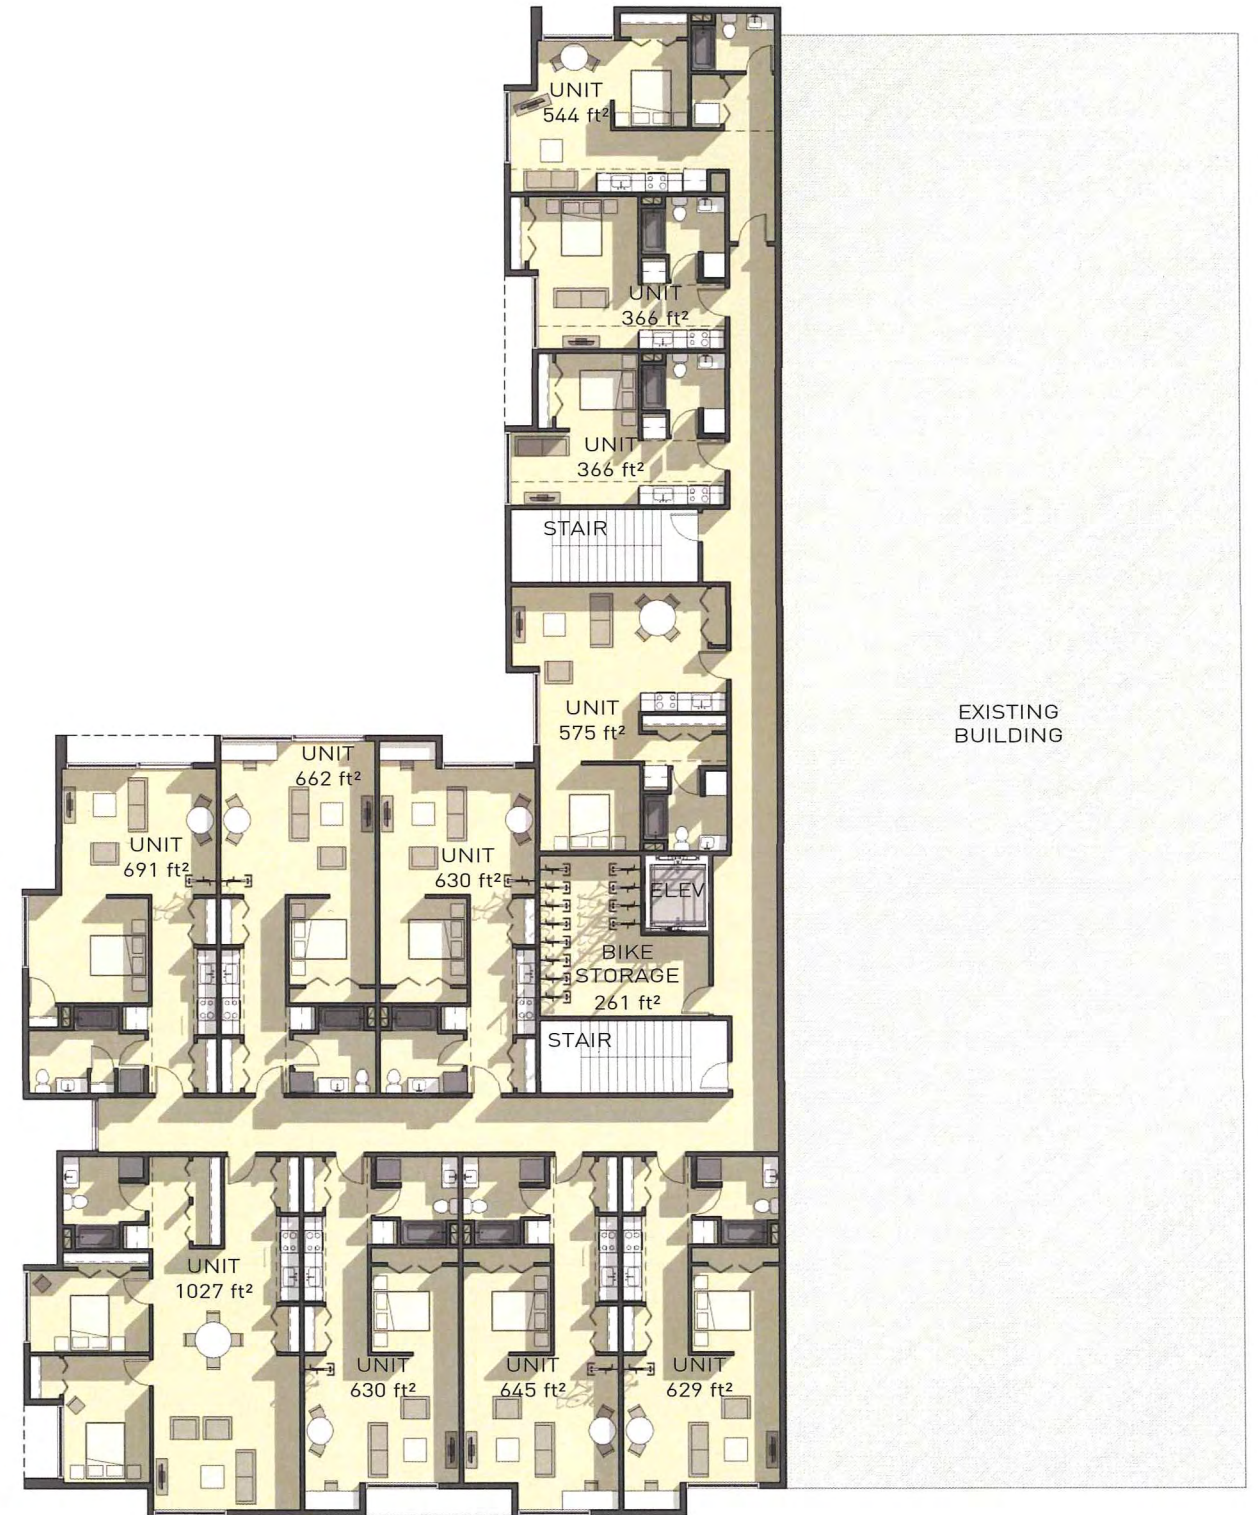 UNIT
544 ft²
UNIT
366 ft²
UNIT
366 ft²
STAIR
UNIT
575 ft²
EXISTING
BUILDING
UNIT
662 ft²
UNIT
691 ft²
UNIT
630 ft²
ELEV
BIKE
STORAGE
261 ft²
STAIR
UNIT
1027 ft²
UNIT
630 ft²
UNIT
645 ft²
UNIT
629 ft²